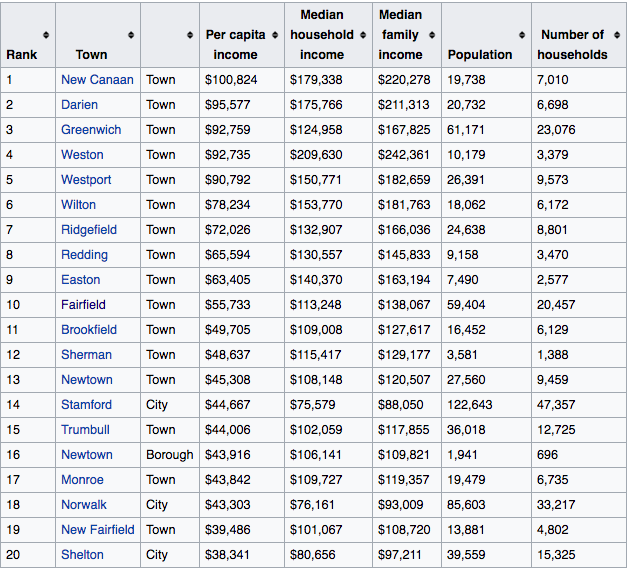 Rank Town Per capita income Median household income Median family income Population Number of households
1 New Canaan Town $100,824 $179,338 $220,278 19,738 7,010
2 Darien Town $95,577 $175,766 $211,313 20,732 6,698
3 Greenwich Town $92,759 $124,958 $167,825 61,171 23,076
4 Weston Town $92,735 $209,630 $242,361 10,179 3,379
5 Westport Town $90,792 $150,771 $182,659 26,391 9,573
6 Wilton Town $78,234 $153,770 $181,763 18,062 6,172
7 Ridgefield Town $72,026 $132,907 $166,036 24,638 8,801
8 Redding Town $65,594 $130,557 $145,833 9,158 3,470
9 Easton Town $63,405 $140,370 $163,194 7,490 2,577
10 Fairfield Town $55,733 $113,248 $138,067 59,404 20,457
11 Brookfield Town $49,705 $109,008 $127,617 16,452 6,129
12 Sherman Town $48,637 $115,417 $129,177 3,581 1,388
13 Newtown Town $45,308 $108,148 $120,507 27,560 9,459
14 Stamford City $44,667 $75,579 $88,050 122,643 47,357
15 Trumbull Town $44,006 $102,059 $117,855 36,018 12,725
16 Newtown Borough $43,916 $106,141 $109,821 1,941 696
17 Monroe Town $43,842 $109,727 $119,357 19,479 6,735
18 Norwalk City $43,303 $76,161 $93,009 85,603 33,217
19 New Fairfield Town $39,486 $101,067 $108,720 13,881 4,802
20 Shelton City $38,341 $80,656 $97,211 39,559 15,325